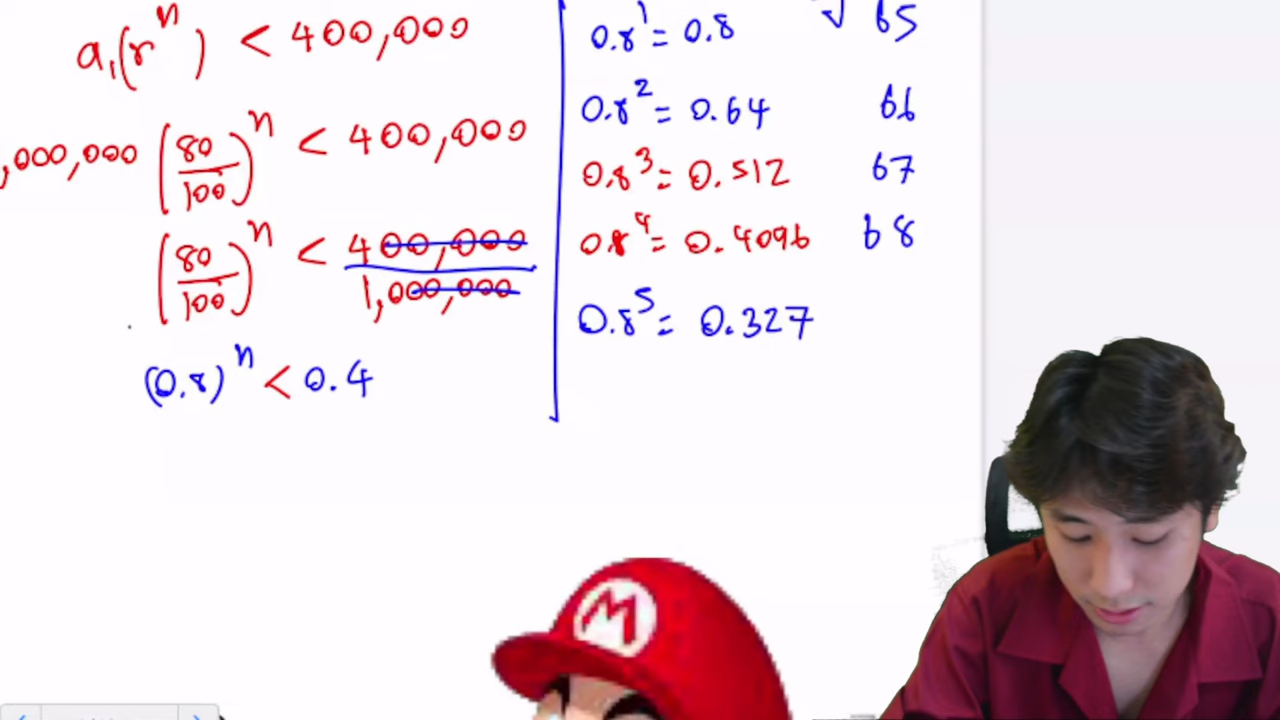 a₁(rⁿ) < 400,000
,000,000 (80/100)ⁿ < 400,000
(80/100)ⁿ < 400,000/1,000,000
(0.8)ⁿ < 0.4
0.8¹ = 0.8 65
0.8² = 0.64 66
0.8³ = 0.512 67
0.8⁴ = 0.4096 68
0.8⁵ = 0.327
M